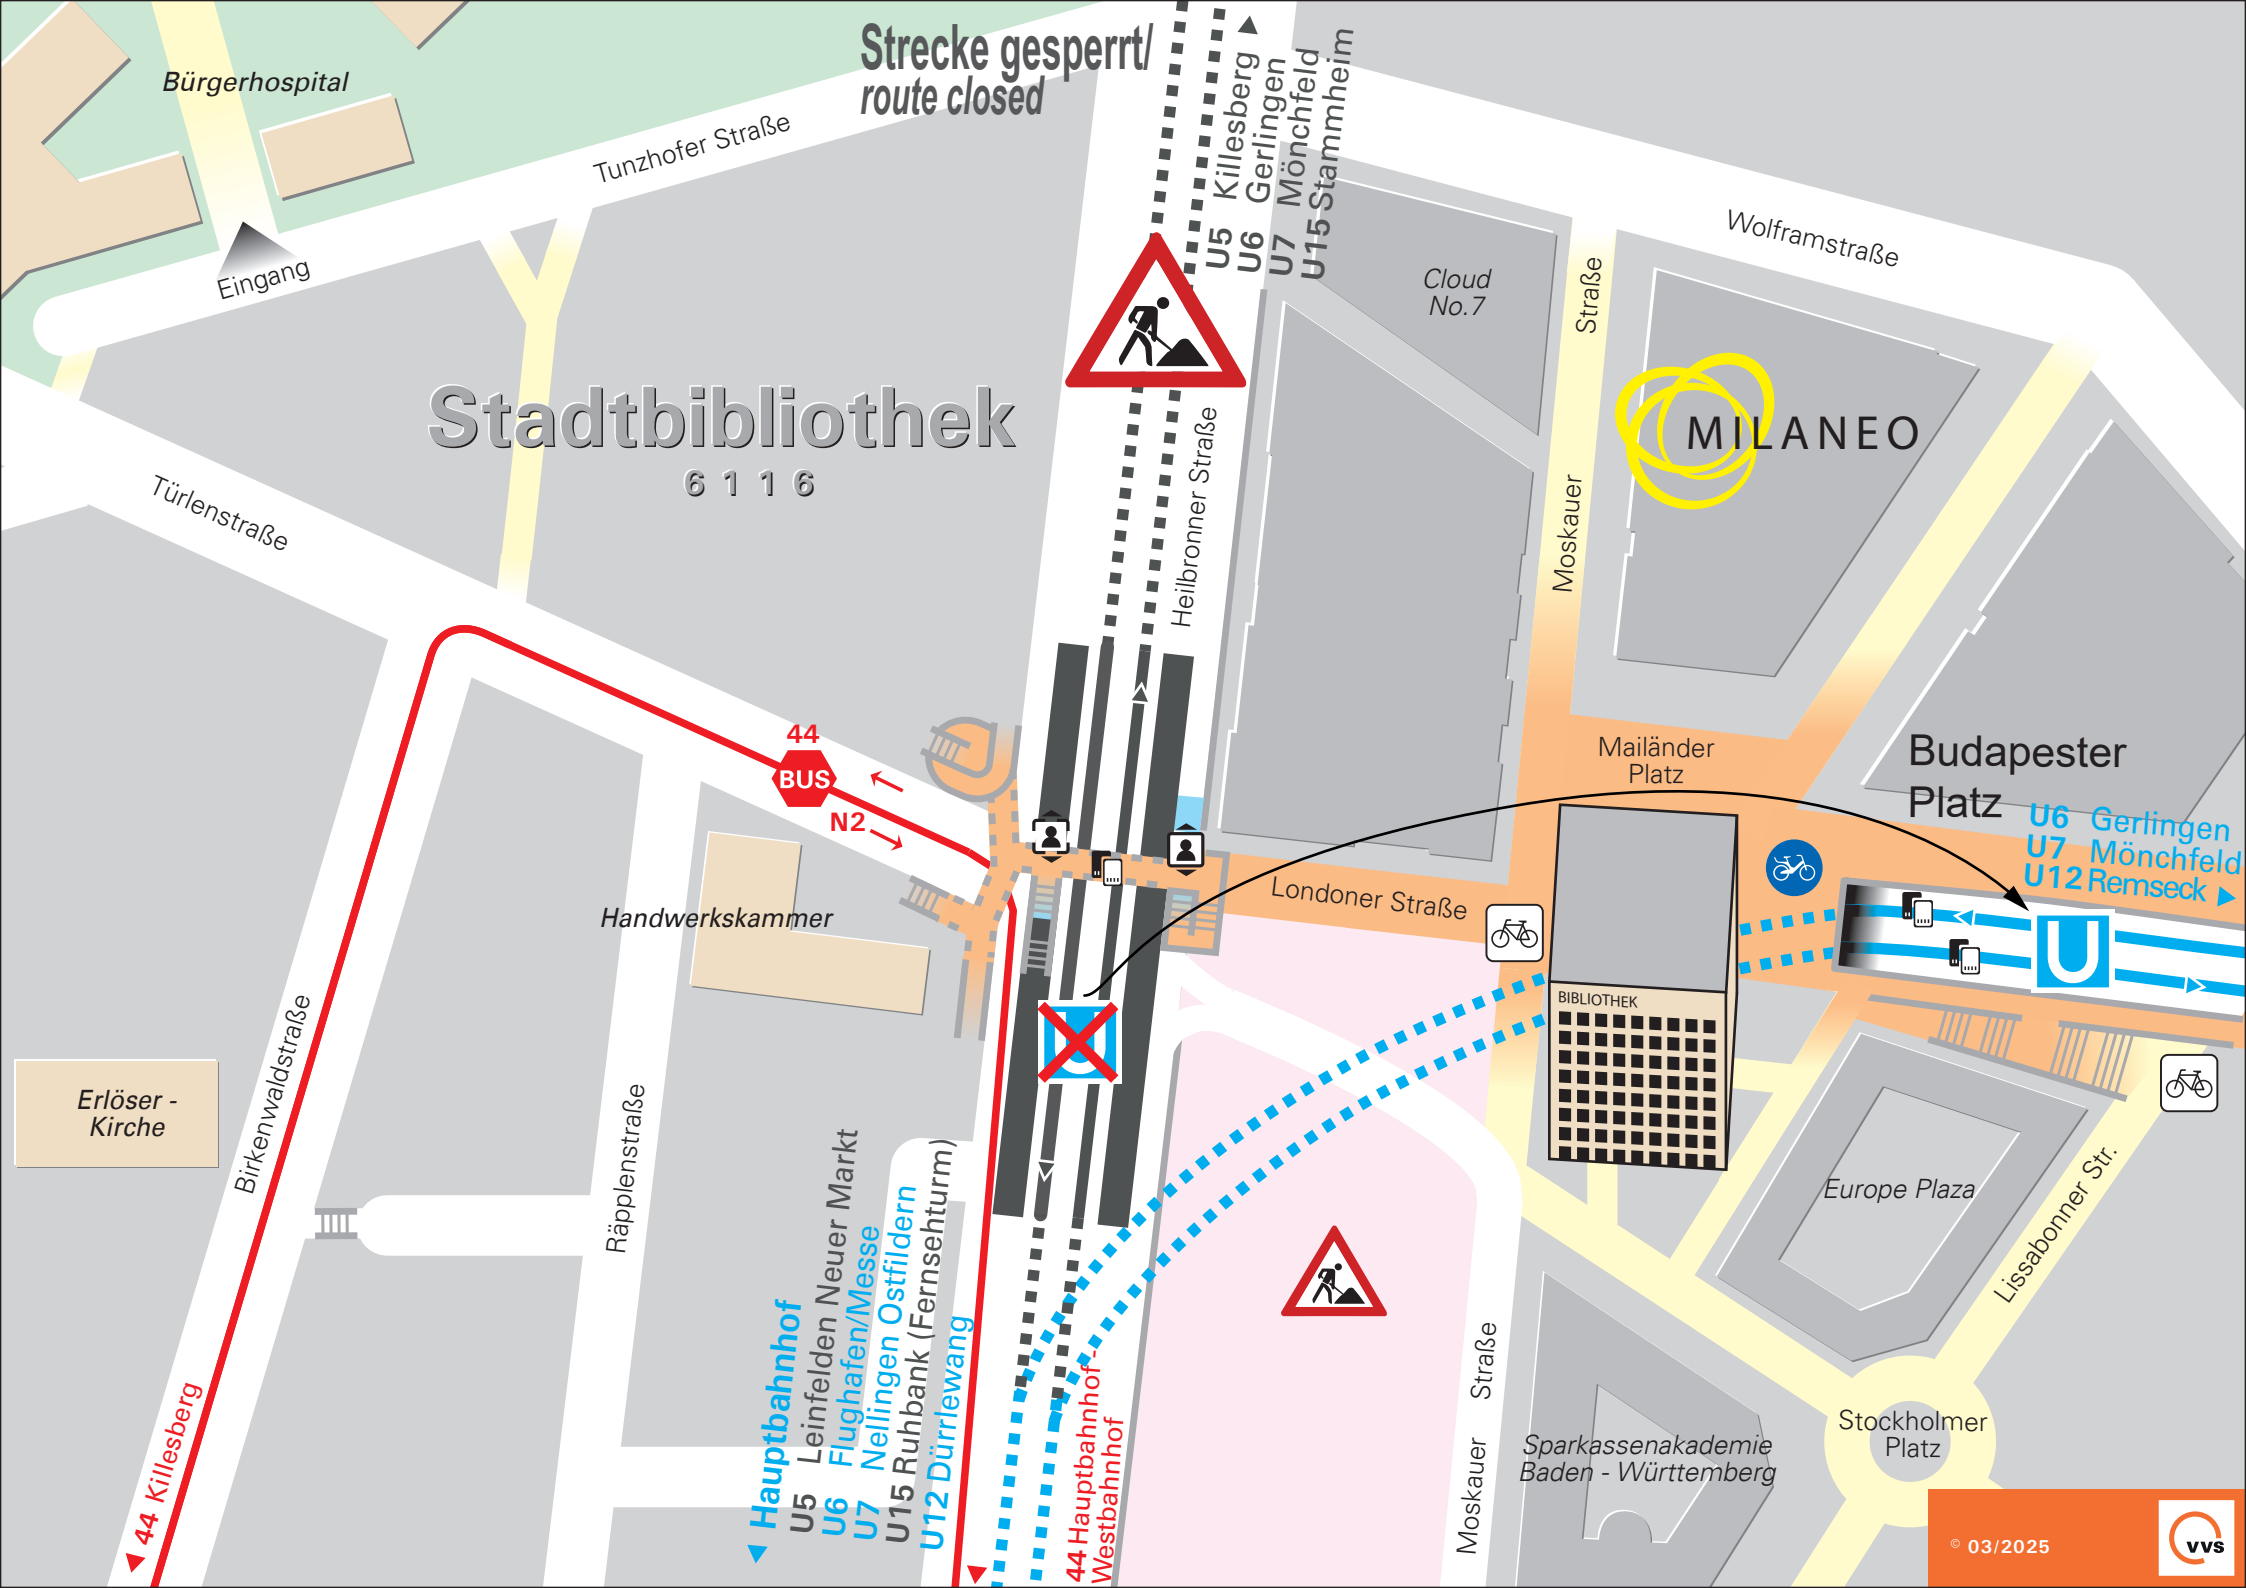 Strecke gesperrt/
route closed
U5 Killesberg
U6 Gerlingen
U7 Mönchfeld
U15 Stammheim
Bürgerhospital
Tunzhofer Straße
Eingang
Wolframstraße
Cloud
No.7
Moskauer Straße
MILANEO
Stadtbibliothek
6116
Türlenstraße
Heilbronner Straße
44
BUS
N2
Mailänder
Platz
Budapester
Platz
U6 Gerlingen
U7 Mönchfeld
U12 Remseck
Londoner Straße
Handwerkskammer
U
U
BIBLIOTHEK
Erlöser -
Kirche
Birkenwaldstraße
Räpplenstraße
Europe Plaza
Lissabonner Str.
Hauptbahnhof
U5 Leinfelden Neuer Markt
U6 Flughafen/Messe
U7 Nellingen Ostfildern
U15 Ruhbank (Fernsehturm)
U12 Dürrlewang
44 Killesberg
44 Hauptbahnhof -
Westbahnhof
Moskauer Straße
Stockholmer
Platz
Sparkassenakademie
Baden - Württemberg
© 03/2025
vvs